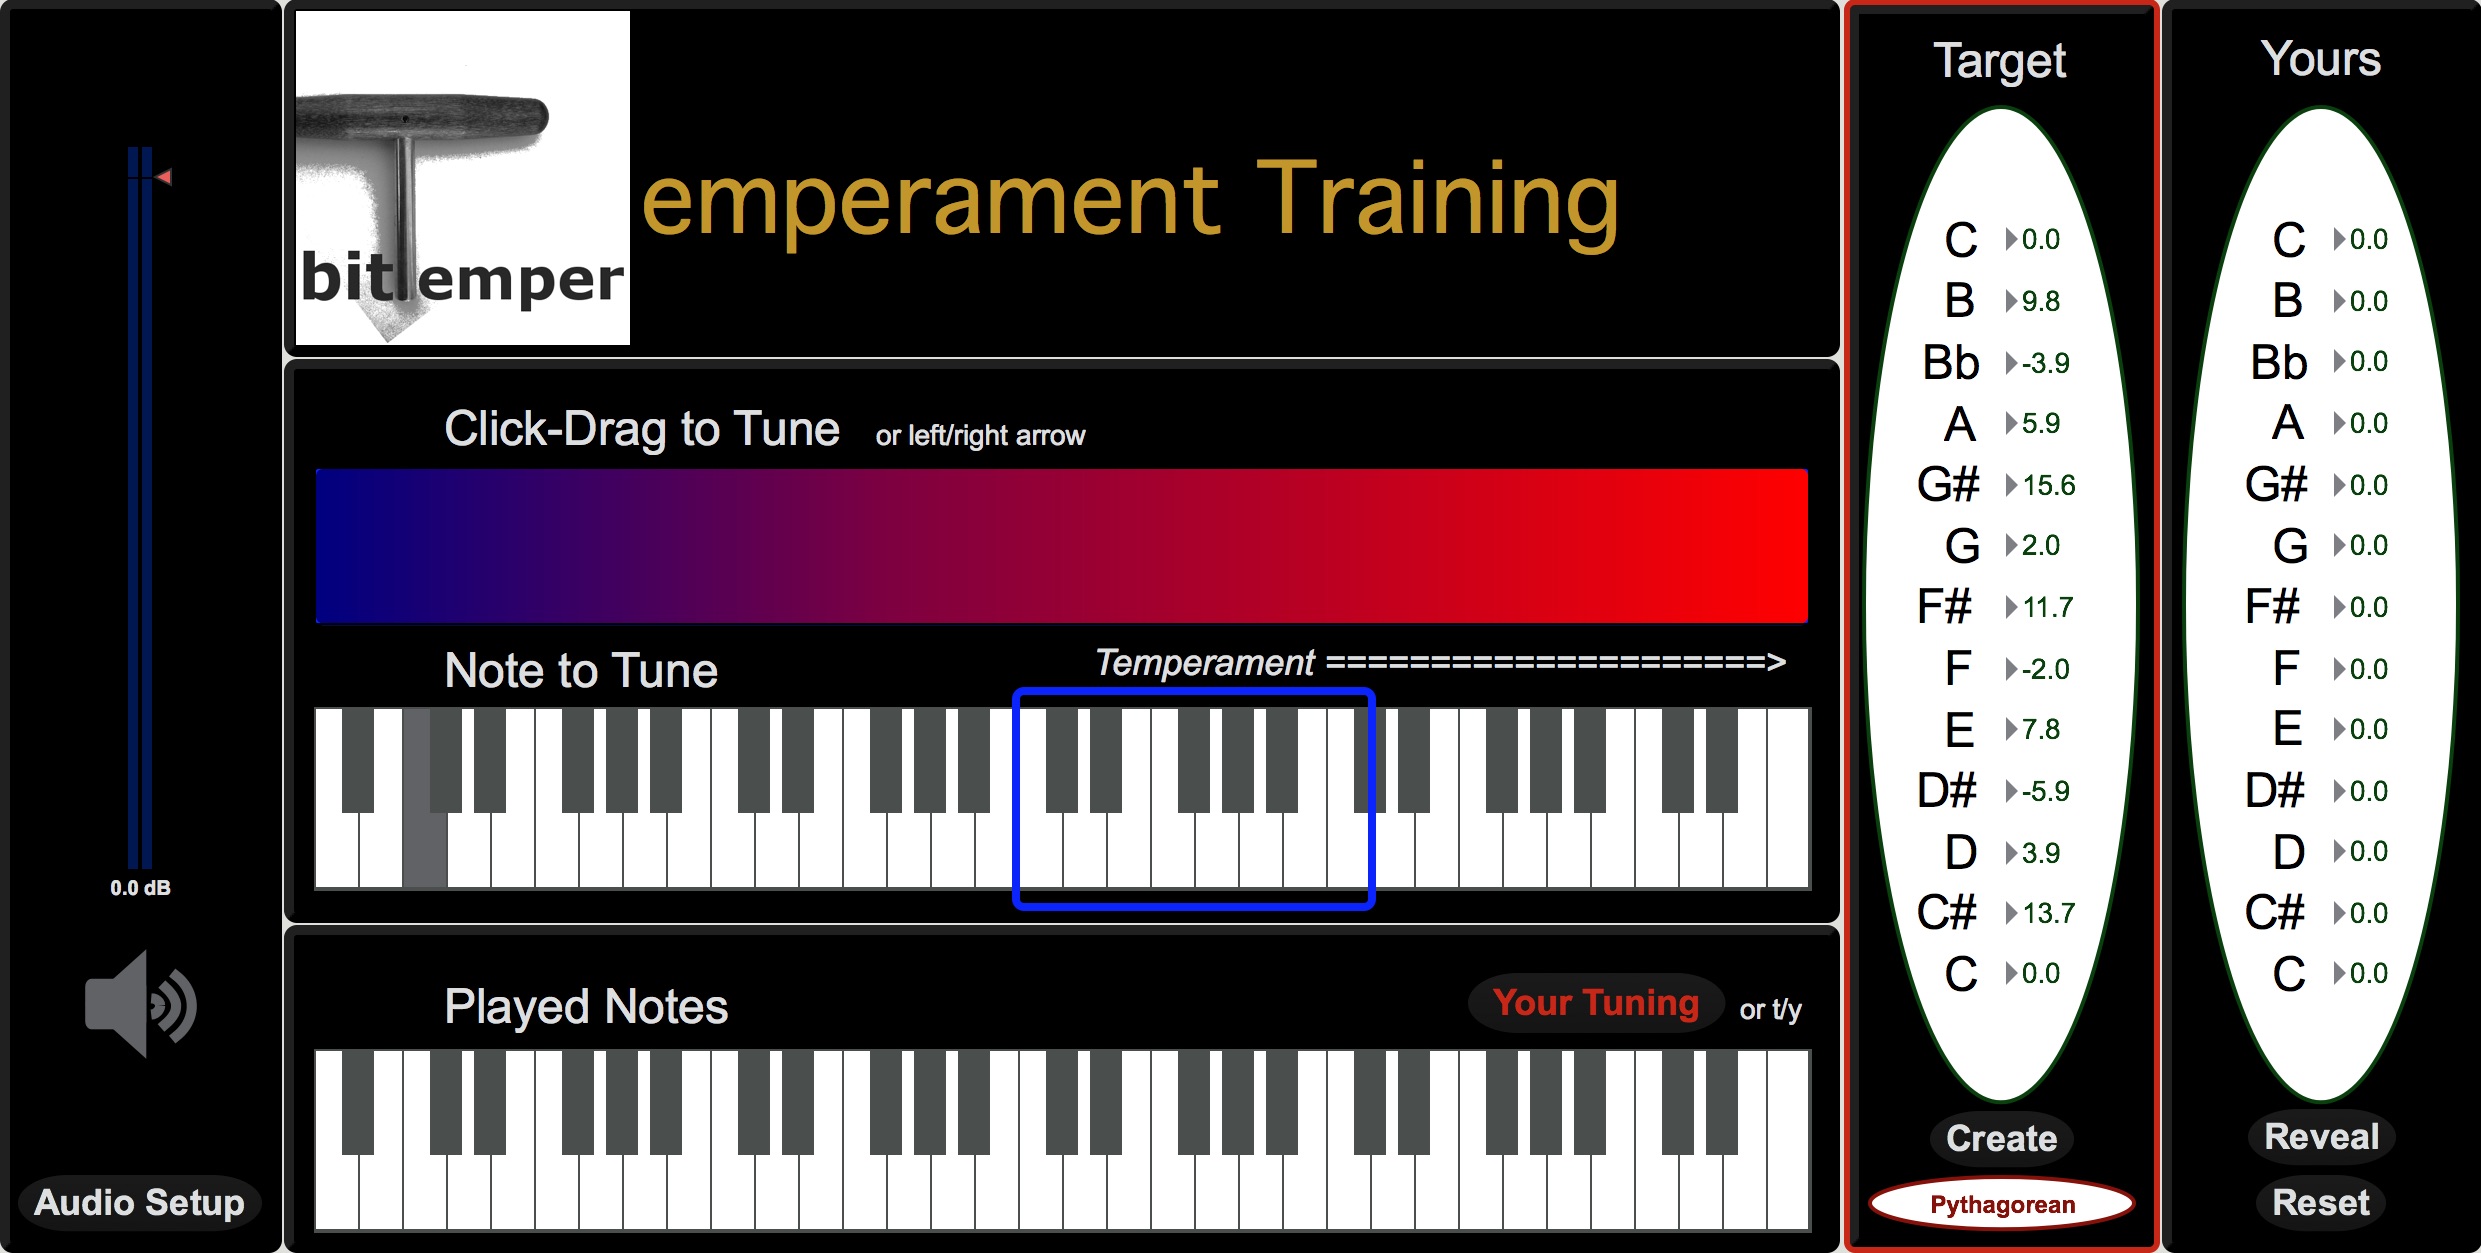 bitTemper
emperament Training
Click-Drag to Tune or left/right arrow
Note to Tune
Temperament =====================>
Played Notes
Your Tuning or t/y
0.0 dB
Audio Setup
Target
C 0.0
B 9.8
Bb -3.9
A 5.9
G# 15.6
G 2.0
F# 11.7
F -2.0
E 7.8
D# -5.9
D 3.9
C# 13.7
C 0.0
Create
Pythagorean
Yours
C 0.0
B 0.0
Bb 0.0
A 0.0
G# 0.0
G 0.0
F# 0.0
F 0.0
E 0.0
D# 0.0
D 0.0
C# 0.0
C 0.0
Reveal
Reset